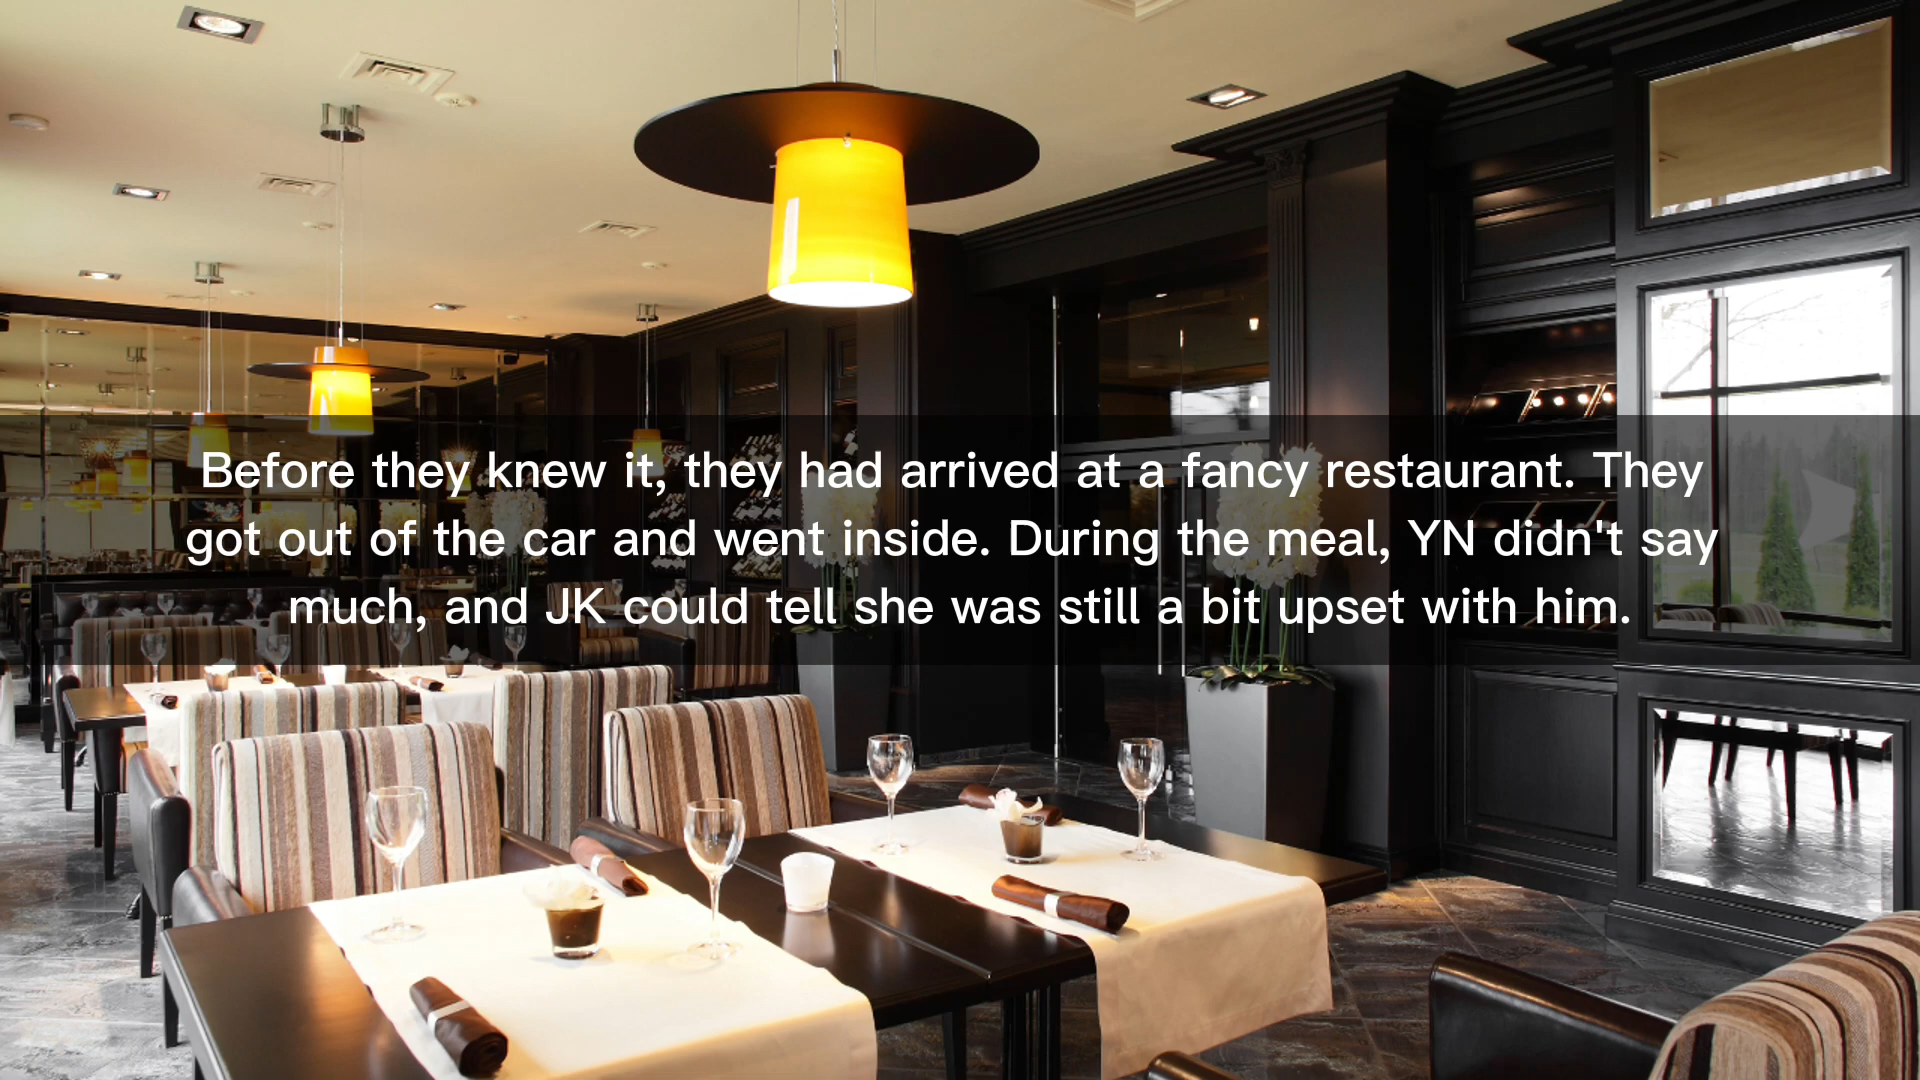 Before they knew it, they had arrived at a fancy restaurant. They
got out of the car and went inside. During the meal, YN didn't say
much, and JK could tell she was still a bit upset with him.